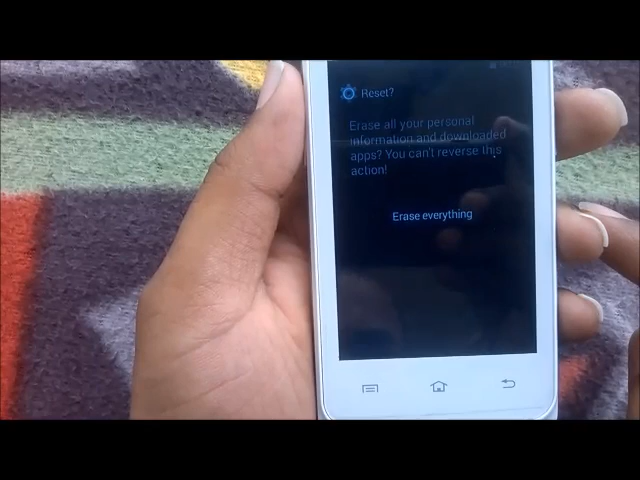 Reset?
Erase all your personal
information and downloaded
apps? You can't reverse this
action!
Erase everything